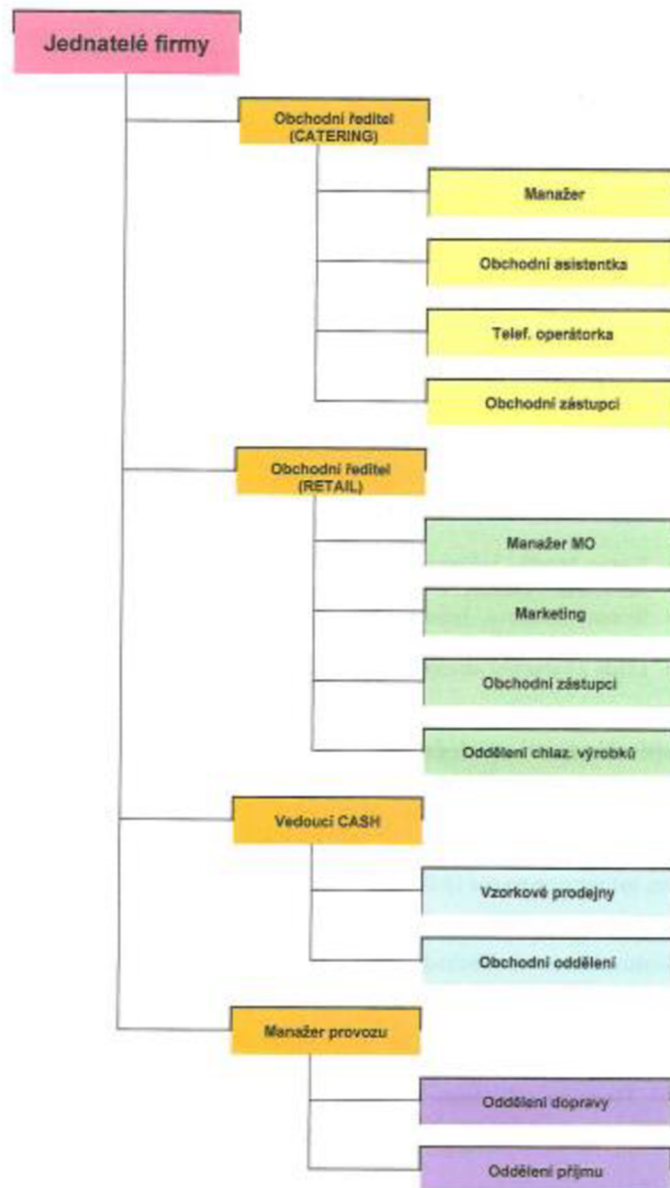 Jednatelé firmy
Obchodní ředitel
(CATERING)
Manažer
Obchodní asistentka
Telef. operátorka
Obchodní zástupci
Obchodní ředitel
(RETAIL)
Manažer MO
Marketing
Obchodní zástupci
Oddělení chlaz. výrobků
Vedoucí CASH
Vzorkové prodejny
Obchodní oddělení
Manažer provozu
Oddělení dopravy
Oddělení příjmu